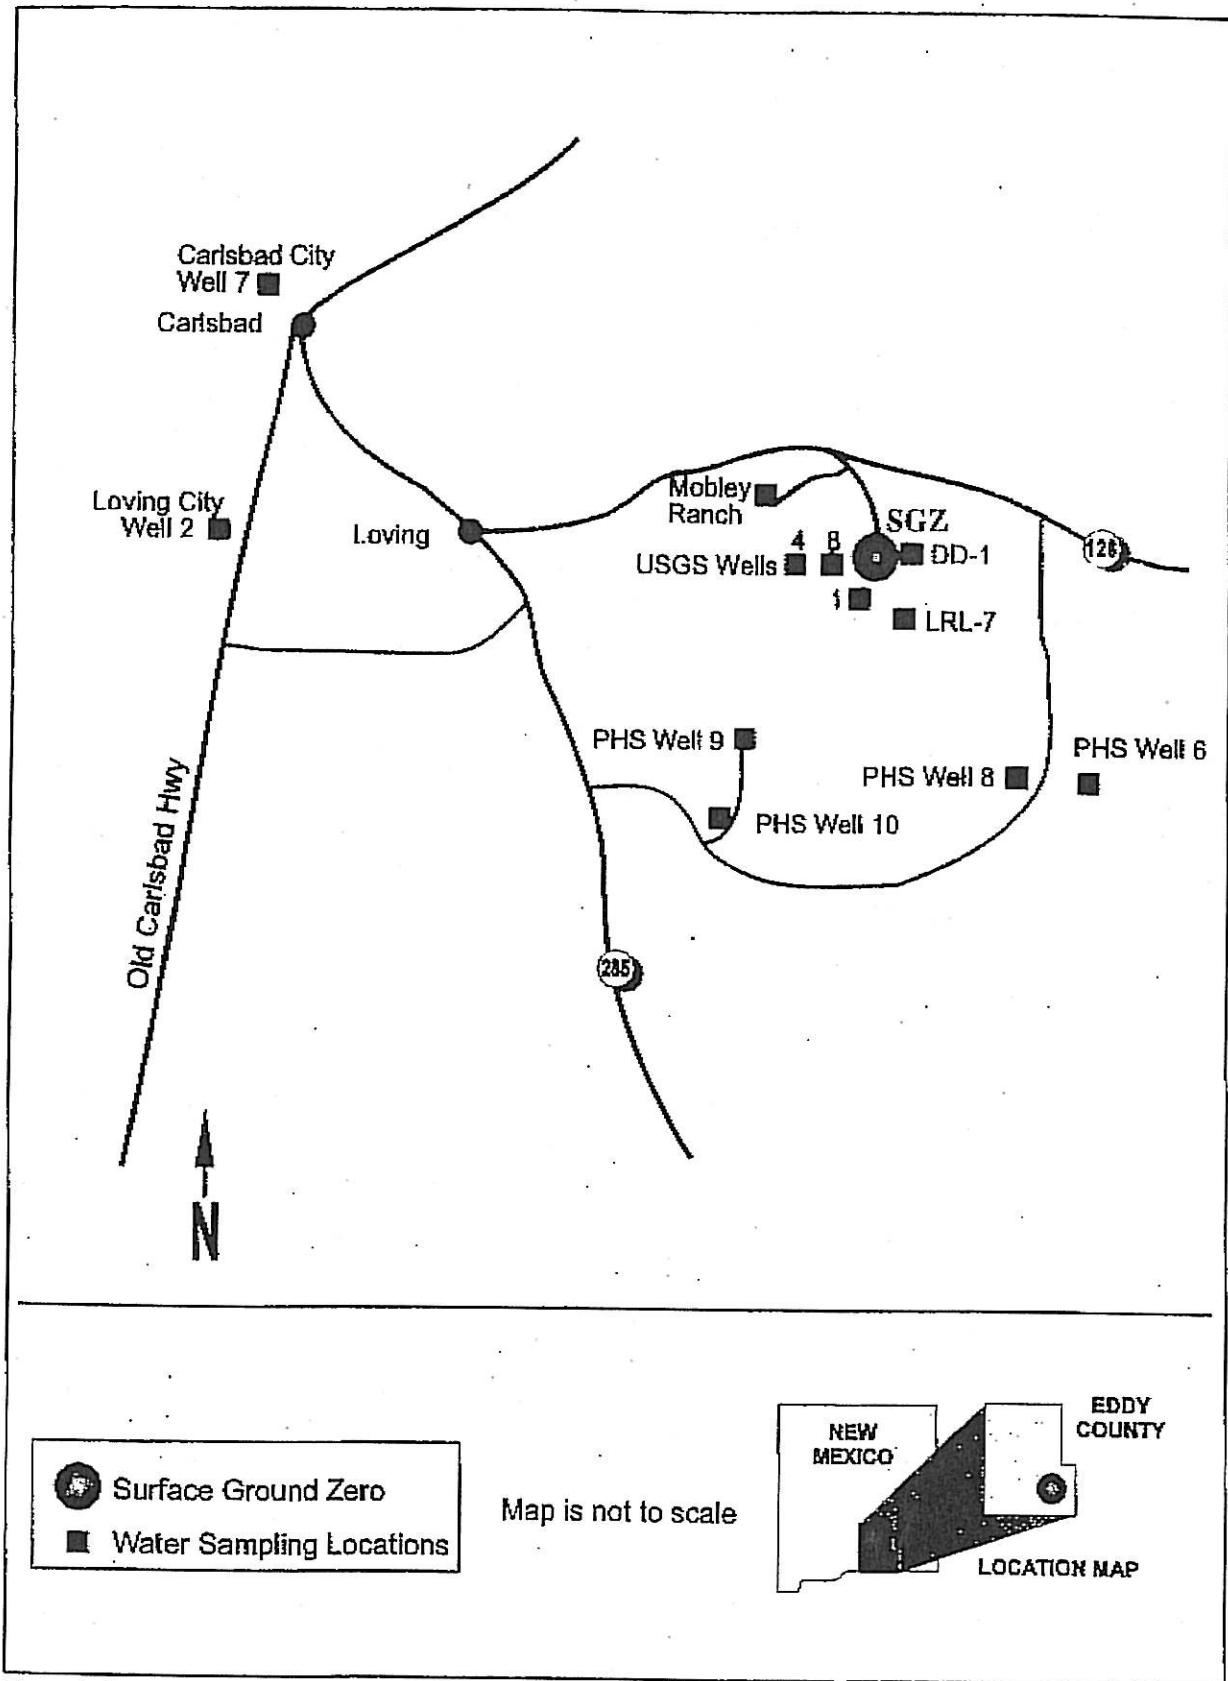 Carlsbad City
Well 7
Carlsbad
Loving City
Well 2
Loving
Mobley
Ranch
SGZ
4 8
USGS Wells
DD-1
1
LRL-7
128
PHS Well 9
PHS Well 6
PHS Well 8
PHS Well 10
Old Carlsbad Hwy
285
N
Surface Ground Zero
Water Sampling Locations
Map is not to scale
NEW
MEXICO
EDDY
COUNTY
LOCATION MAP